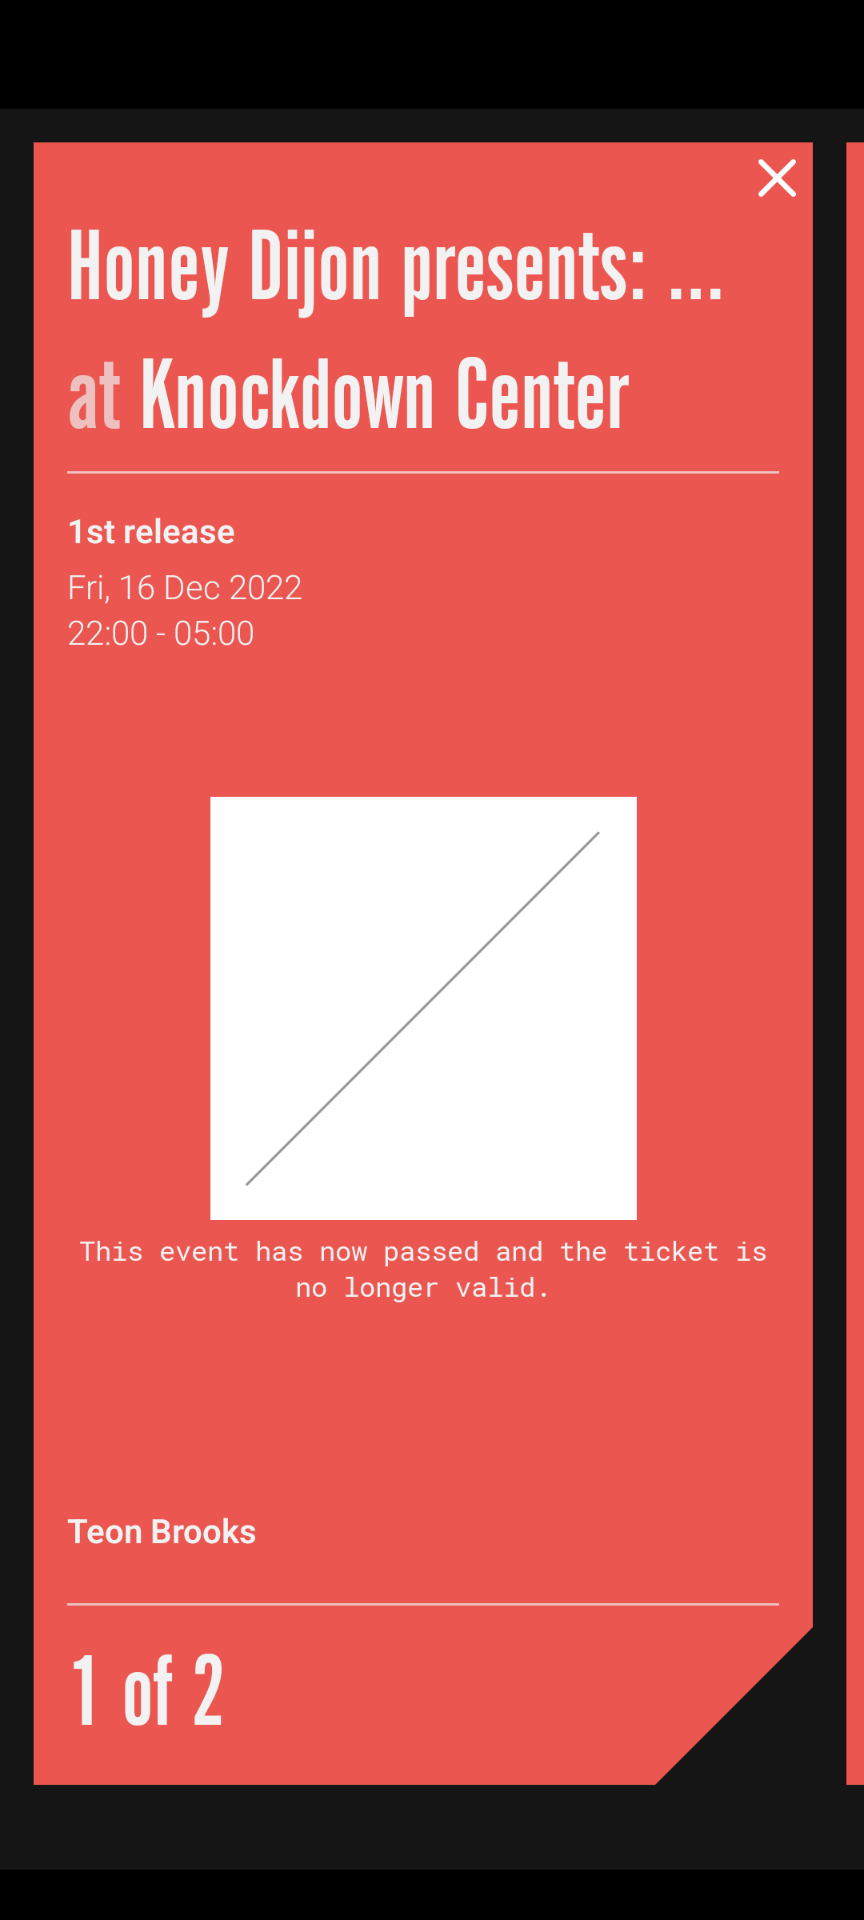 Honey Dijon presents: ...
at Knockdown Center
1st release
Fri, 16 Dec 2022
22:00 - 05:00
This event has now passed and the ticket is
no longer valid.
Teon Brooks
1 of 2